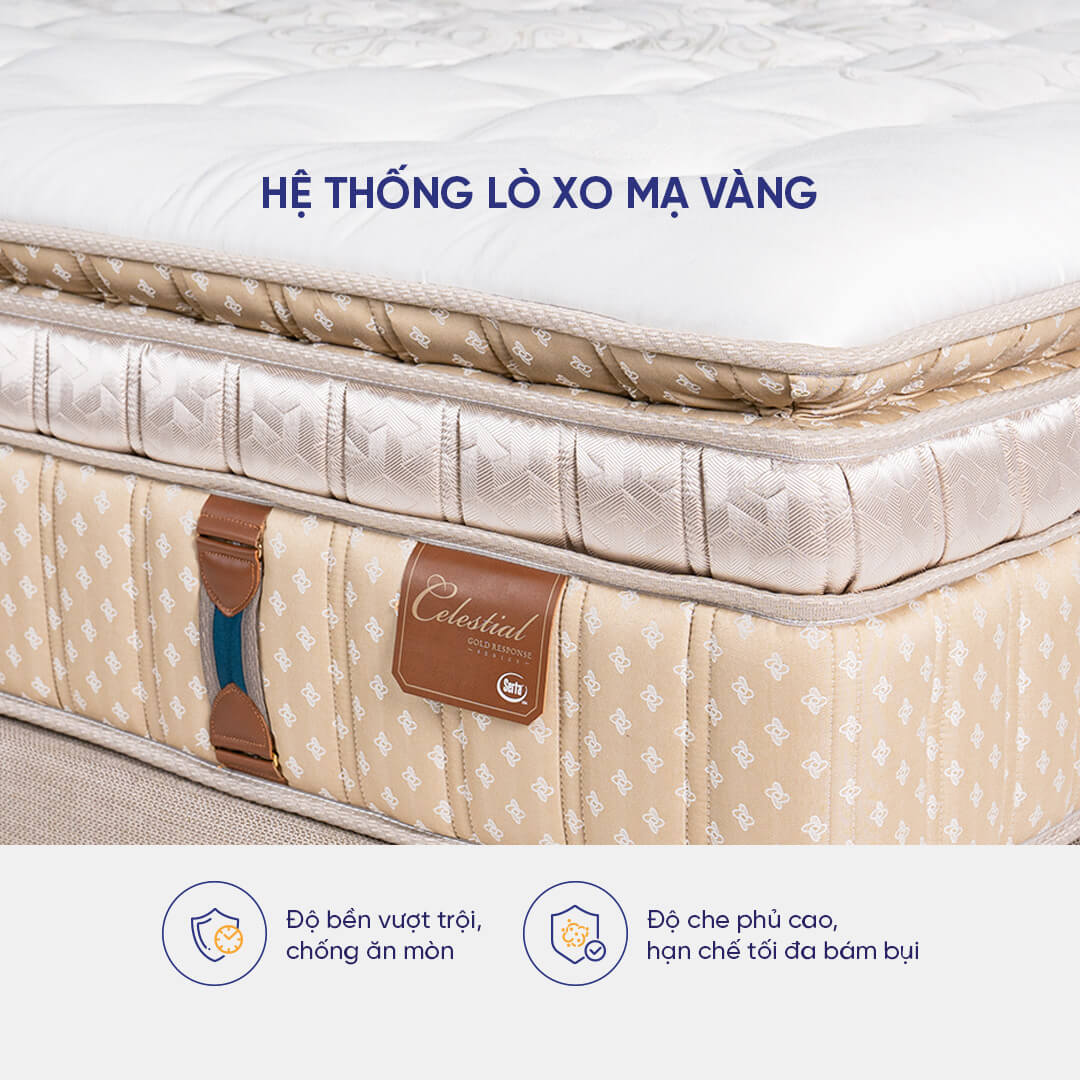 HỆ THỐNG LÒ XO MẠ VÀNG
Celestial
GOLD RESPONSE
SERIES
Serta
Độ bền vượt trội,
chống ăn mòn
Độ che phủ cao,
hạn chế tối đa bám bụi